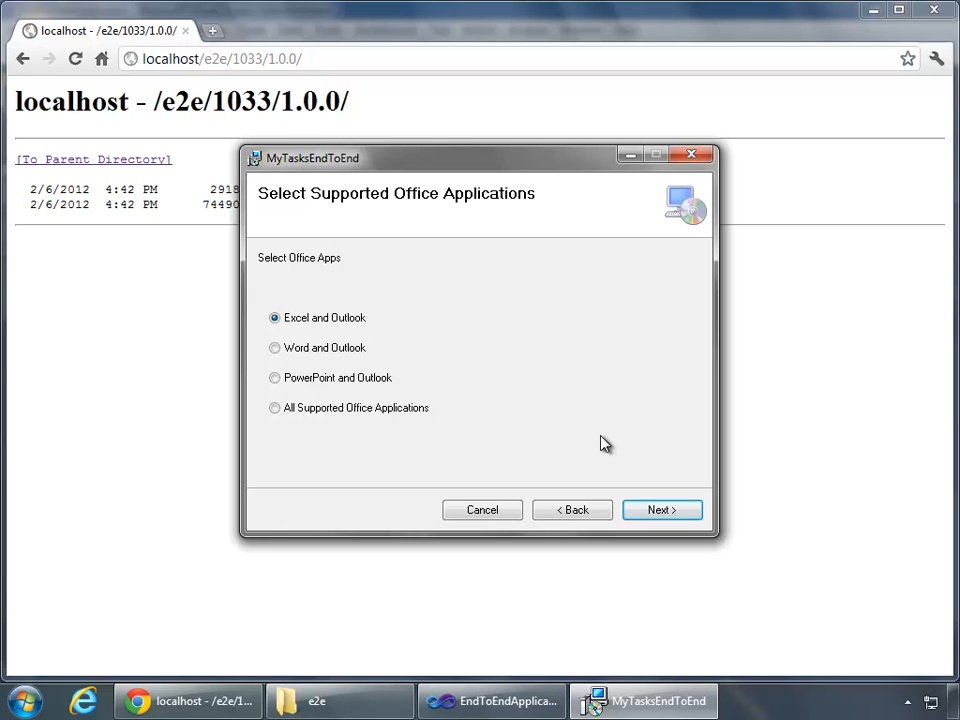 localhost - /e2e/1033/1.0.0/
localhost/e2e/1033/1.0.0/
localhost - /e2e/1033/1.0.0/
[To Parent Directory]
2/6/2012 4:42 PM 2918
2/6/2012 4:42 PM 74490
MyTasksEndToEnd
Select Supported Office Applications
Select Office Apps
Excel and Outlook
Word and Outlook
PowerPoint and Outlook
All Supported Office Applications
Cancel
< Back
Next >
localhost - /e2e/1...
e2e
EndToEndApplica...
MyTasksEndToEnd